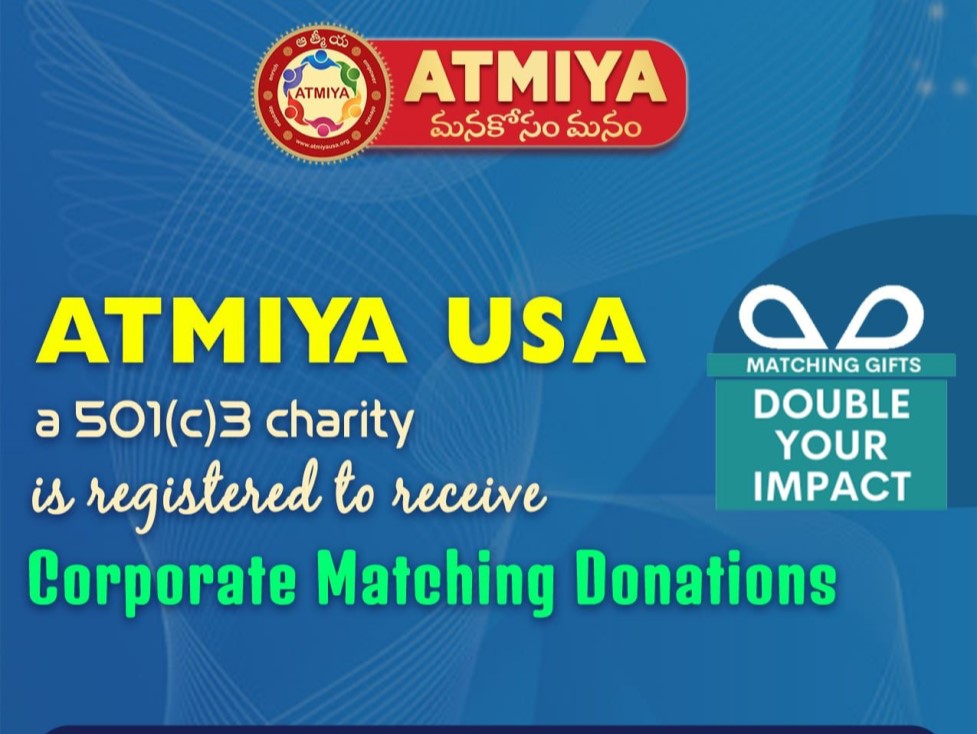 ఆత్మీయ
ATMIYA
www.atmiyausa.org
ATMIYA
మనకోసం మనం
ATMIYA USA
a 501(c)3 charity
is registered to receive
Corporate Matching Donations
MATCHING GIFTS
DOUBLE
YOUR
IMPACT